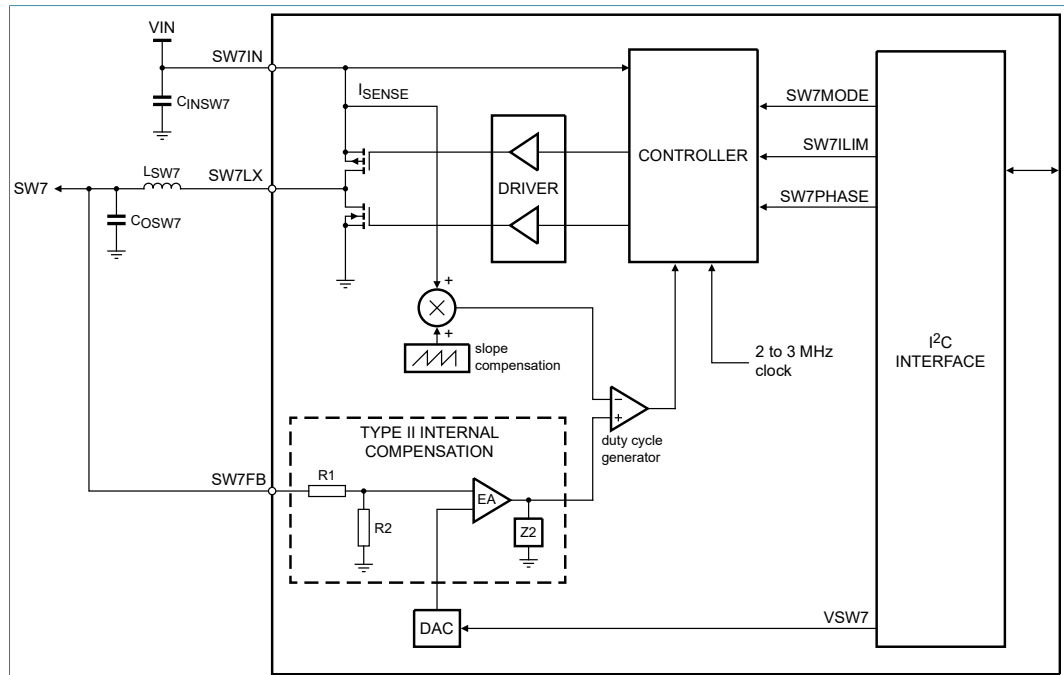 VIN
SW7IN
CINSW7
ISENSE
SW7LX
LSW7
SW7
COSW7
DRIVER
CONTROLLER
SW7MODE
SW7ILIM
SW7PHASE
I2C
INTERFACE
+
+
slope
compensation
2 to 3 MHz
clock
−
+
duty cycle
generator
TYPE II INTERNAL
COMPENSATION
SW7FB
R1
R2
EA
Z2
DAC
VSW7